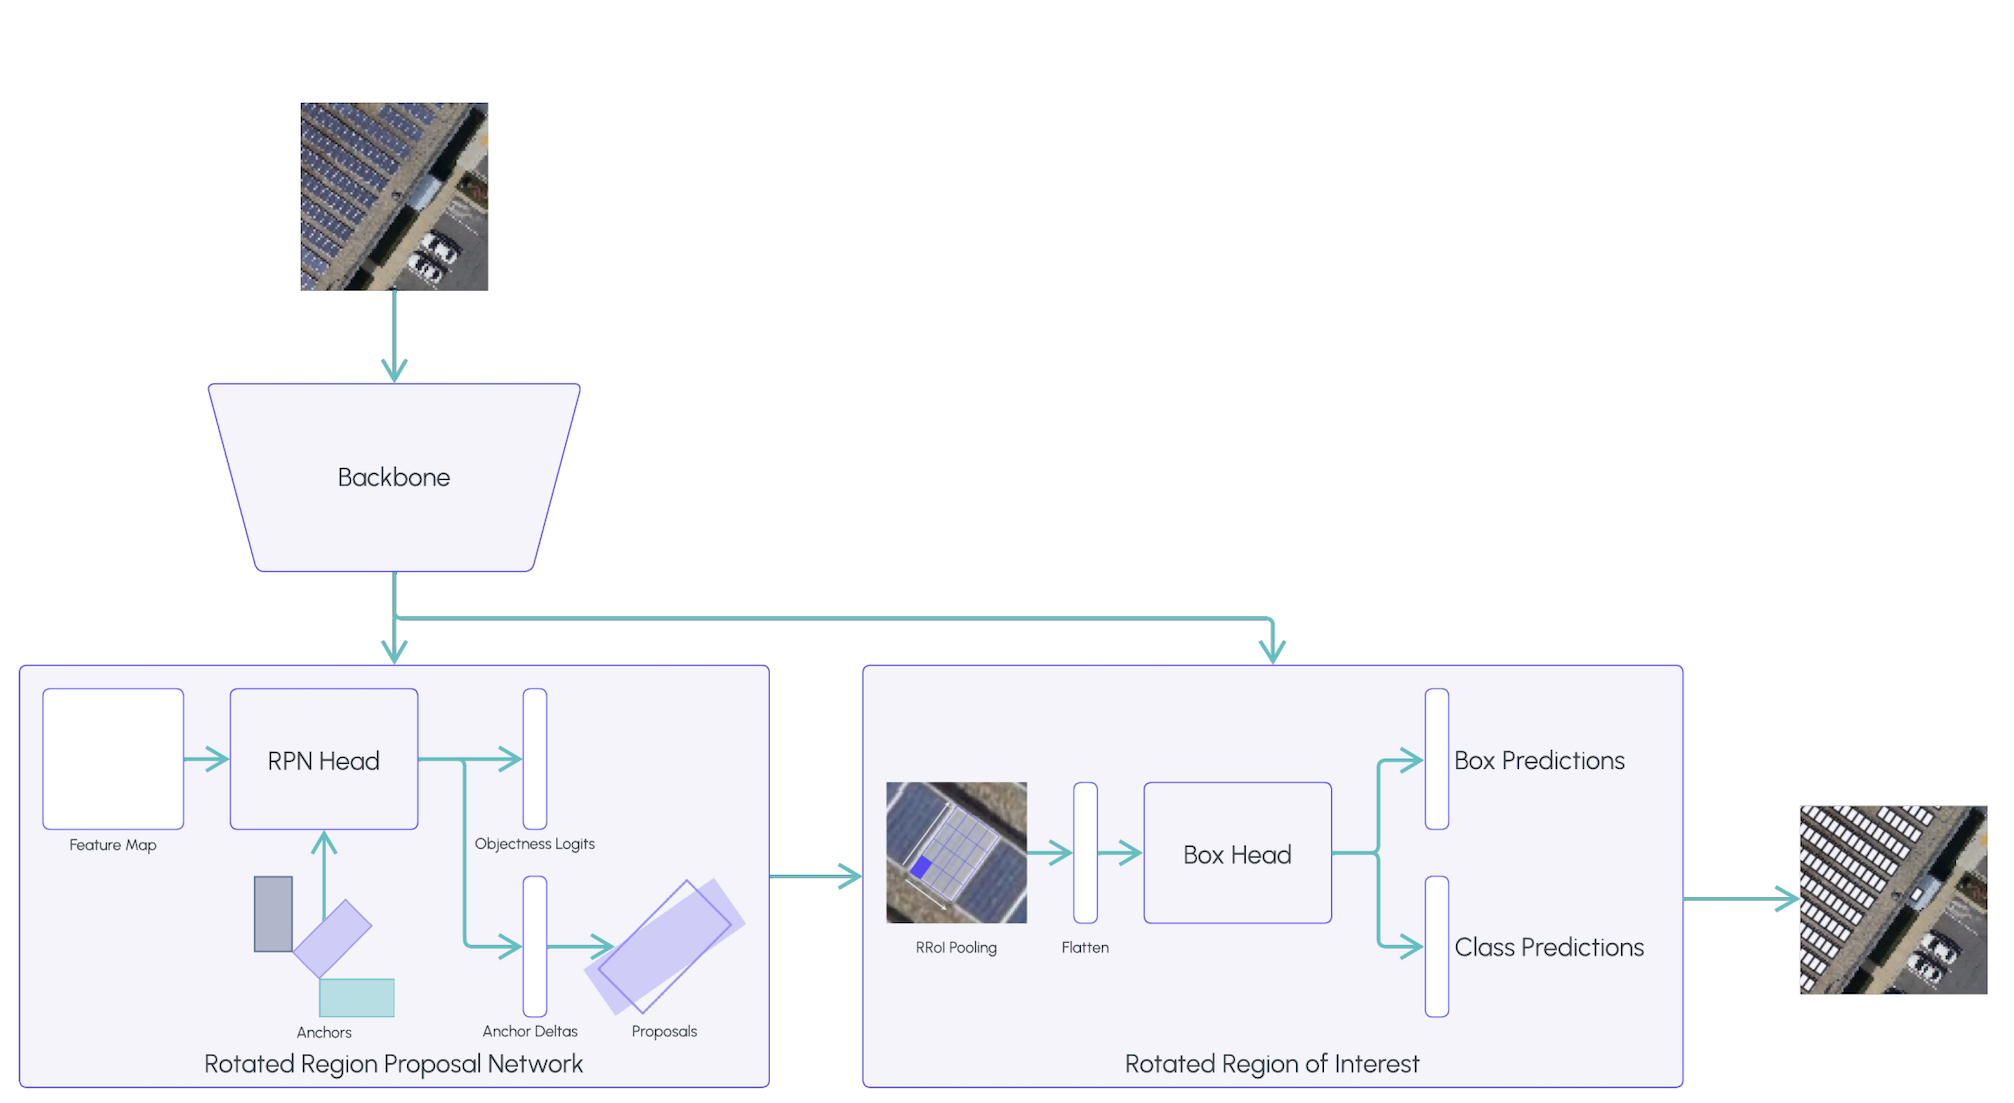 Backbone
RPN Head
Feature Map
Objectness Logits
Anchors
Anchor Deltas
Proposals
Rotated Region Proposal Network
RRoI Pooling
Flatten
Box Head
Box Predictions
Class Predictions
Rotated Region of Interest